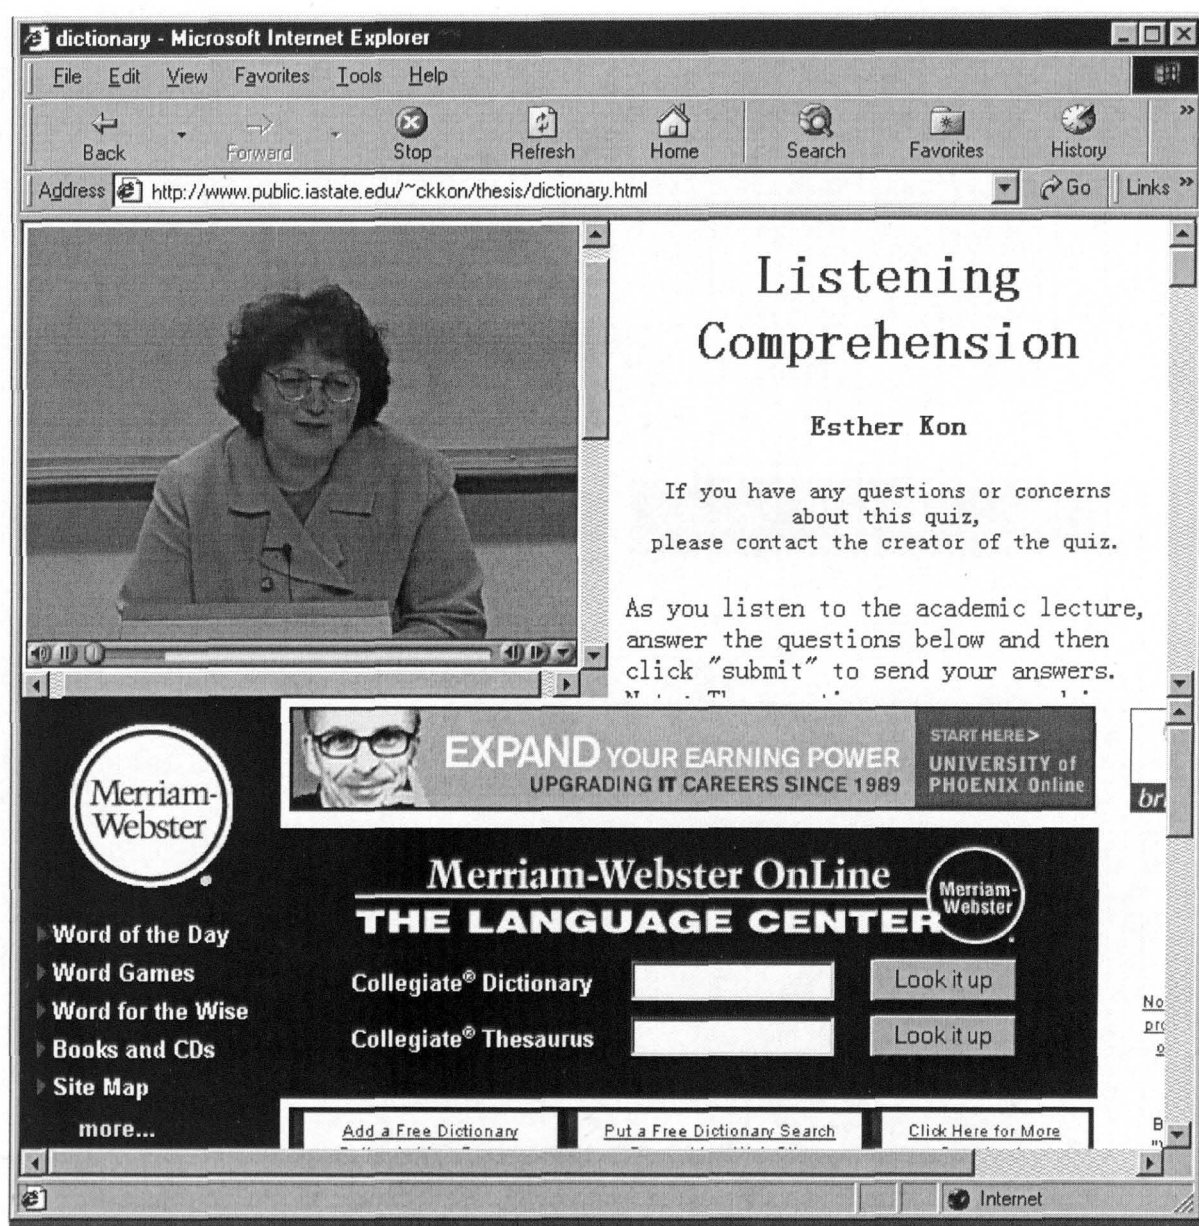 dictionary - Microsoft Internet Explorer
File Edit View Favorites Tools Help
Back Forward Stop Refresh Home Search Favorites History »
Address http://www.public.iastate.edu/~ckkon/thesis/dictionary.html Go Links »
Listening
Comprehension
Esther Kon
If you have any questions or concerns
about this quiz,
please contact the creator of the quiz.
As you listen to the academic lecture,
answer the questions below and then
click "submit" to send your answers.
Merriam-
Webster
Word of the Day
Word Games
Word for the Wise
Books and CDs
Site Map
more...
EXPAND YOUR EARNING POWER
UPGRADING IT CAREERS SINCE 1989
START HERE>
UNIVERSITY of
PHOENIX Online
Merriam-Webster OnLine
THE LANGUAGE CENTER
Merriam-
Webster
Collegiate® Dictionary Look it up
Collegiate® Thesaurus Look it up
Add a Free Dictionary
Put a Free Dictionary Search
Click Here for More
Internet